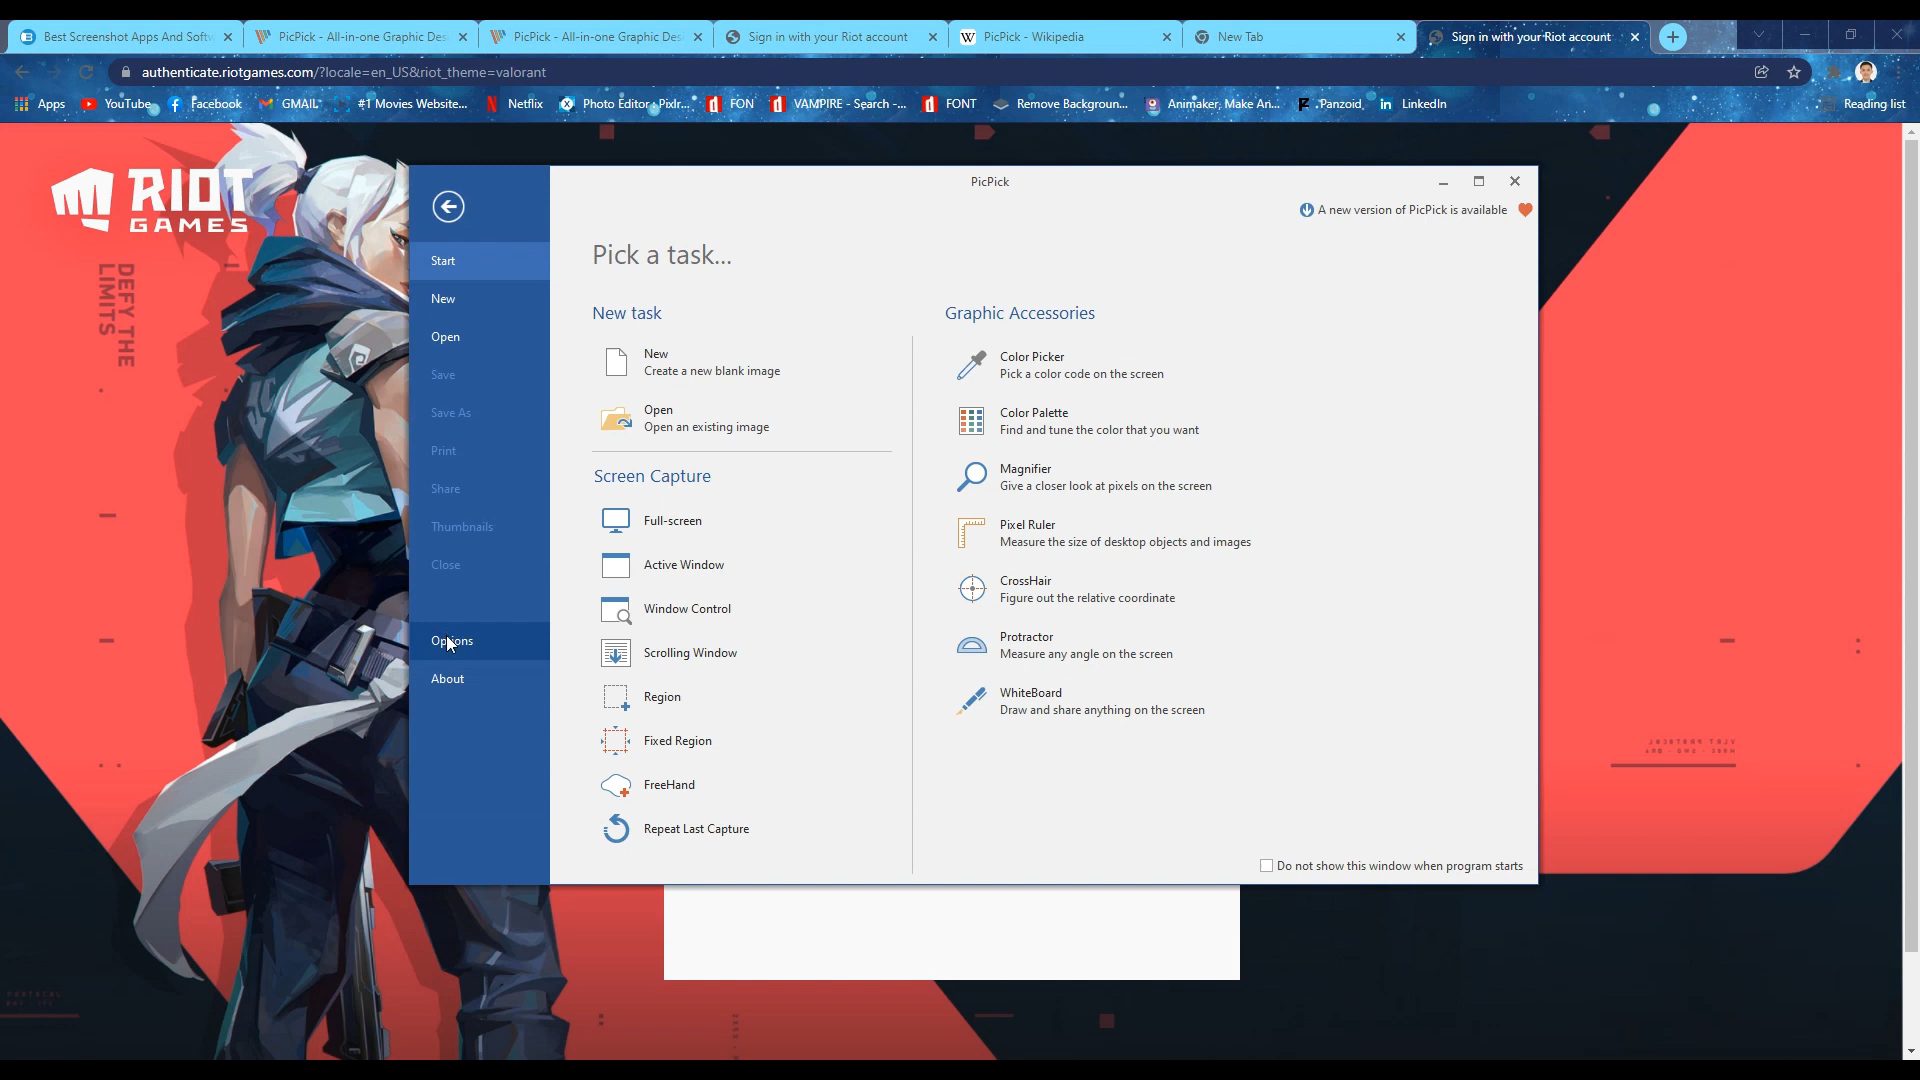 Best Screenshot Apps And Softw
PicPick - All-in-one Graphic Des
PicPick - All-in-one Graphic Des
Sign in with your Riot account
PicPick - Wikipedia
New Tab
Sign in with your Riot account
authenticate.riotgames.com/?locale=en_US&riot_theme=valorant
Apps
YouTube
Facebook
GMAIL
#1 Movies Website...
Netflix
Photo Editor : Pixlr...
FON
VAMPIRE - Search -...
FONT
Remove Backgroun...
Animaker, Make An...
Panzoid
LinkedIn
Reading list
RIOT
GAMES
DEFY THE
LIMITS
PicPick
A new version of PicPick is available
Start
New
Open
Save
Save As
Print
Share
Thumbnails
Close
Options
About
Pick a task...
New task
New
Create a new blank image
Open
Open an existing image
Screen Capture
Full-screen
Active Window
Window Control
Scrolling Window
Region
Fixed Region
FreeHand
Repeat Last Capture
Graphic Accessories
Color Picker
Pick a color code on the screen
Color Palette
Find and tune the color that you want
Magnifier
Give a closer look at pixels on the screen
Pixel Ruler
Measure the size of desktop objects and images
CrossHair
Figure out the relative coordinate
Protractor
Measure any angle on the screen
WhiteBoard
Draw and share anything on the screen
Do not show this window when program starts